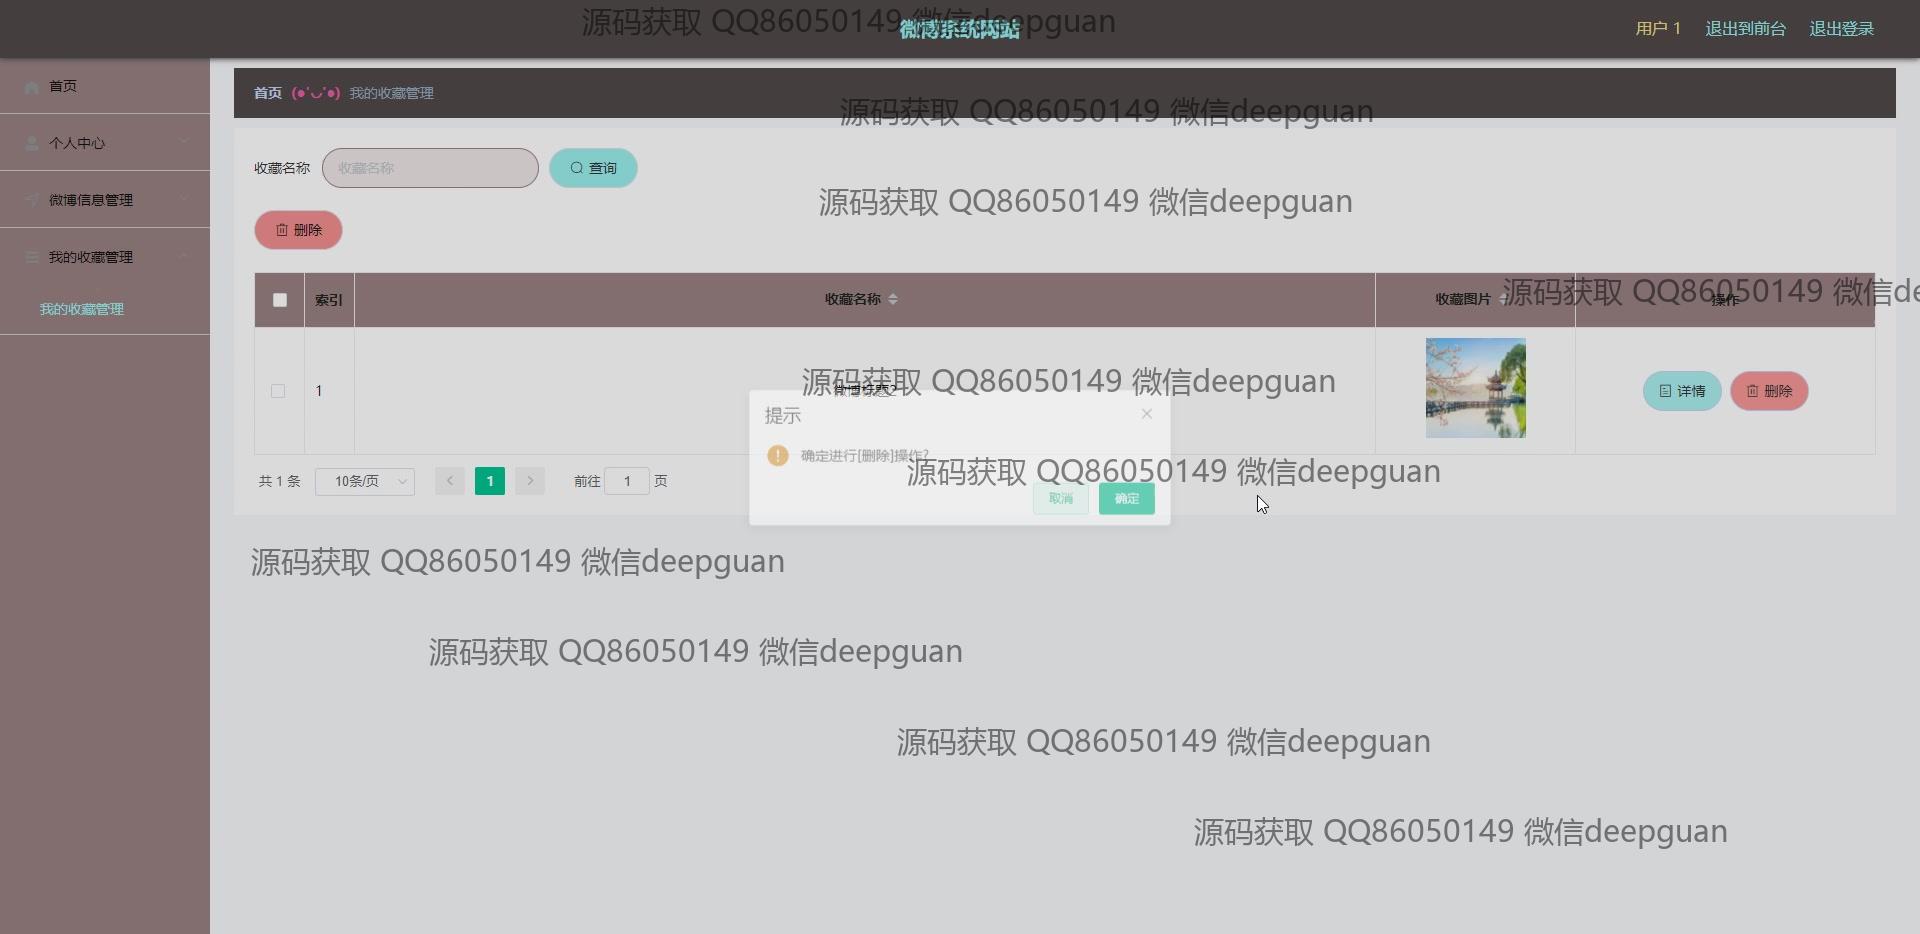 源码获取 QQ86050149 微信deepguan
微博系统网站
用户 1 退出到前台 退出登录
首页
个人中心
微博信息管理
我的收藏管理
我的收藏管理
首页 (●'◡'●) 我的收藏管理
源码获取 QQ86050149 微信deepguan
收藏名称 收藏名称 查询
源码获取 QQ86050149 微信deepguan
删除
索引 收藏名称 收藏图片 操作
源码获取 QQ86050149 微信de
源码获取 QQ86050149 微信deepguan
1 微博标题2 详情 删除
提示
确定进行[删除]操作?
源码获取 QQ86050149 微信deepguan
取消 确定
共 1 条 10条/页 1 前往 1 页
源码获取 QQ86050149 微信deepguan
源码获取 QQ86050149 微信deepguan
源码获取 QQ86050149 微信deepguan
源码获取 QQ86050149 微信deepguan